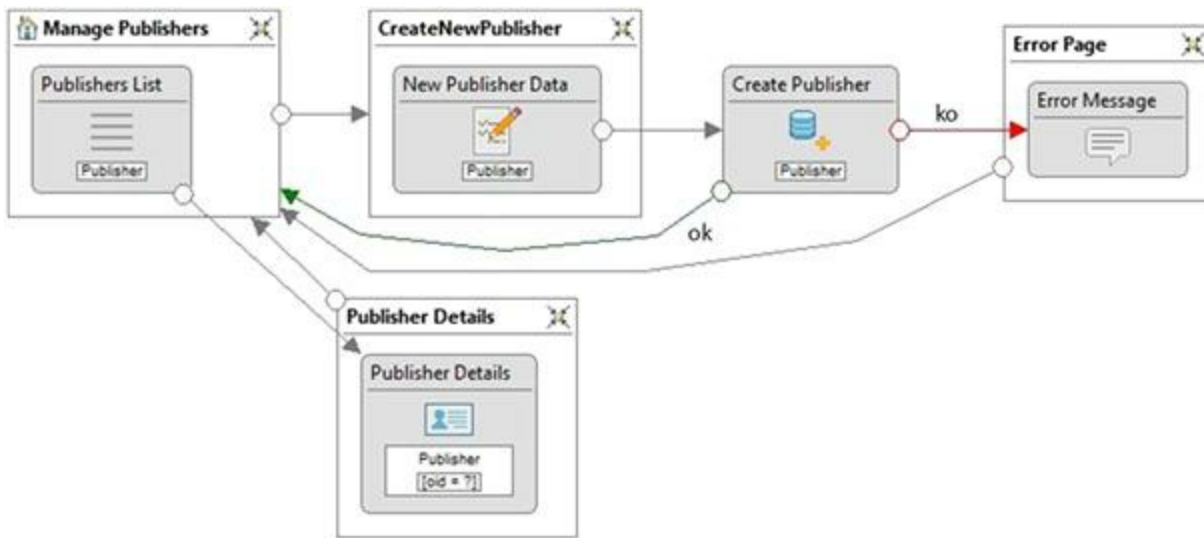 Manage Publishers
Publishers List
Publisher
CreateNewPublisher
New Publisher Data
Publisher
Create Publisher
Publisher
ko
ok
Error Page
Error Message
Publisher Details
Publisher Details
Publisher
[oid = ?]